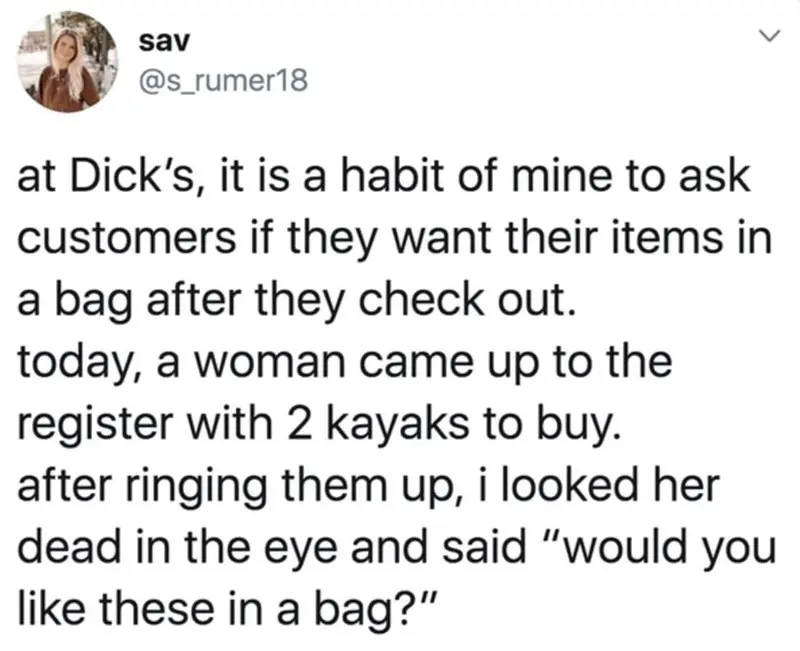 sav
@s_rumer18
at Dick’s, it is a habit of mine to ask
customers if they want their items in
a bag after they check out.
today, a woman came up to the
register with 2 kayaks to buy.
after ringing them up, i looked her
dead in the eye and said “would you
like these in a bag?”